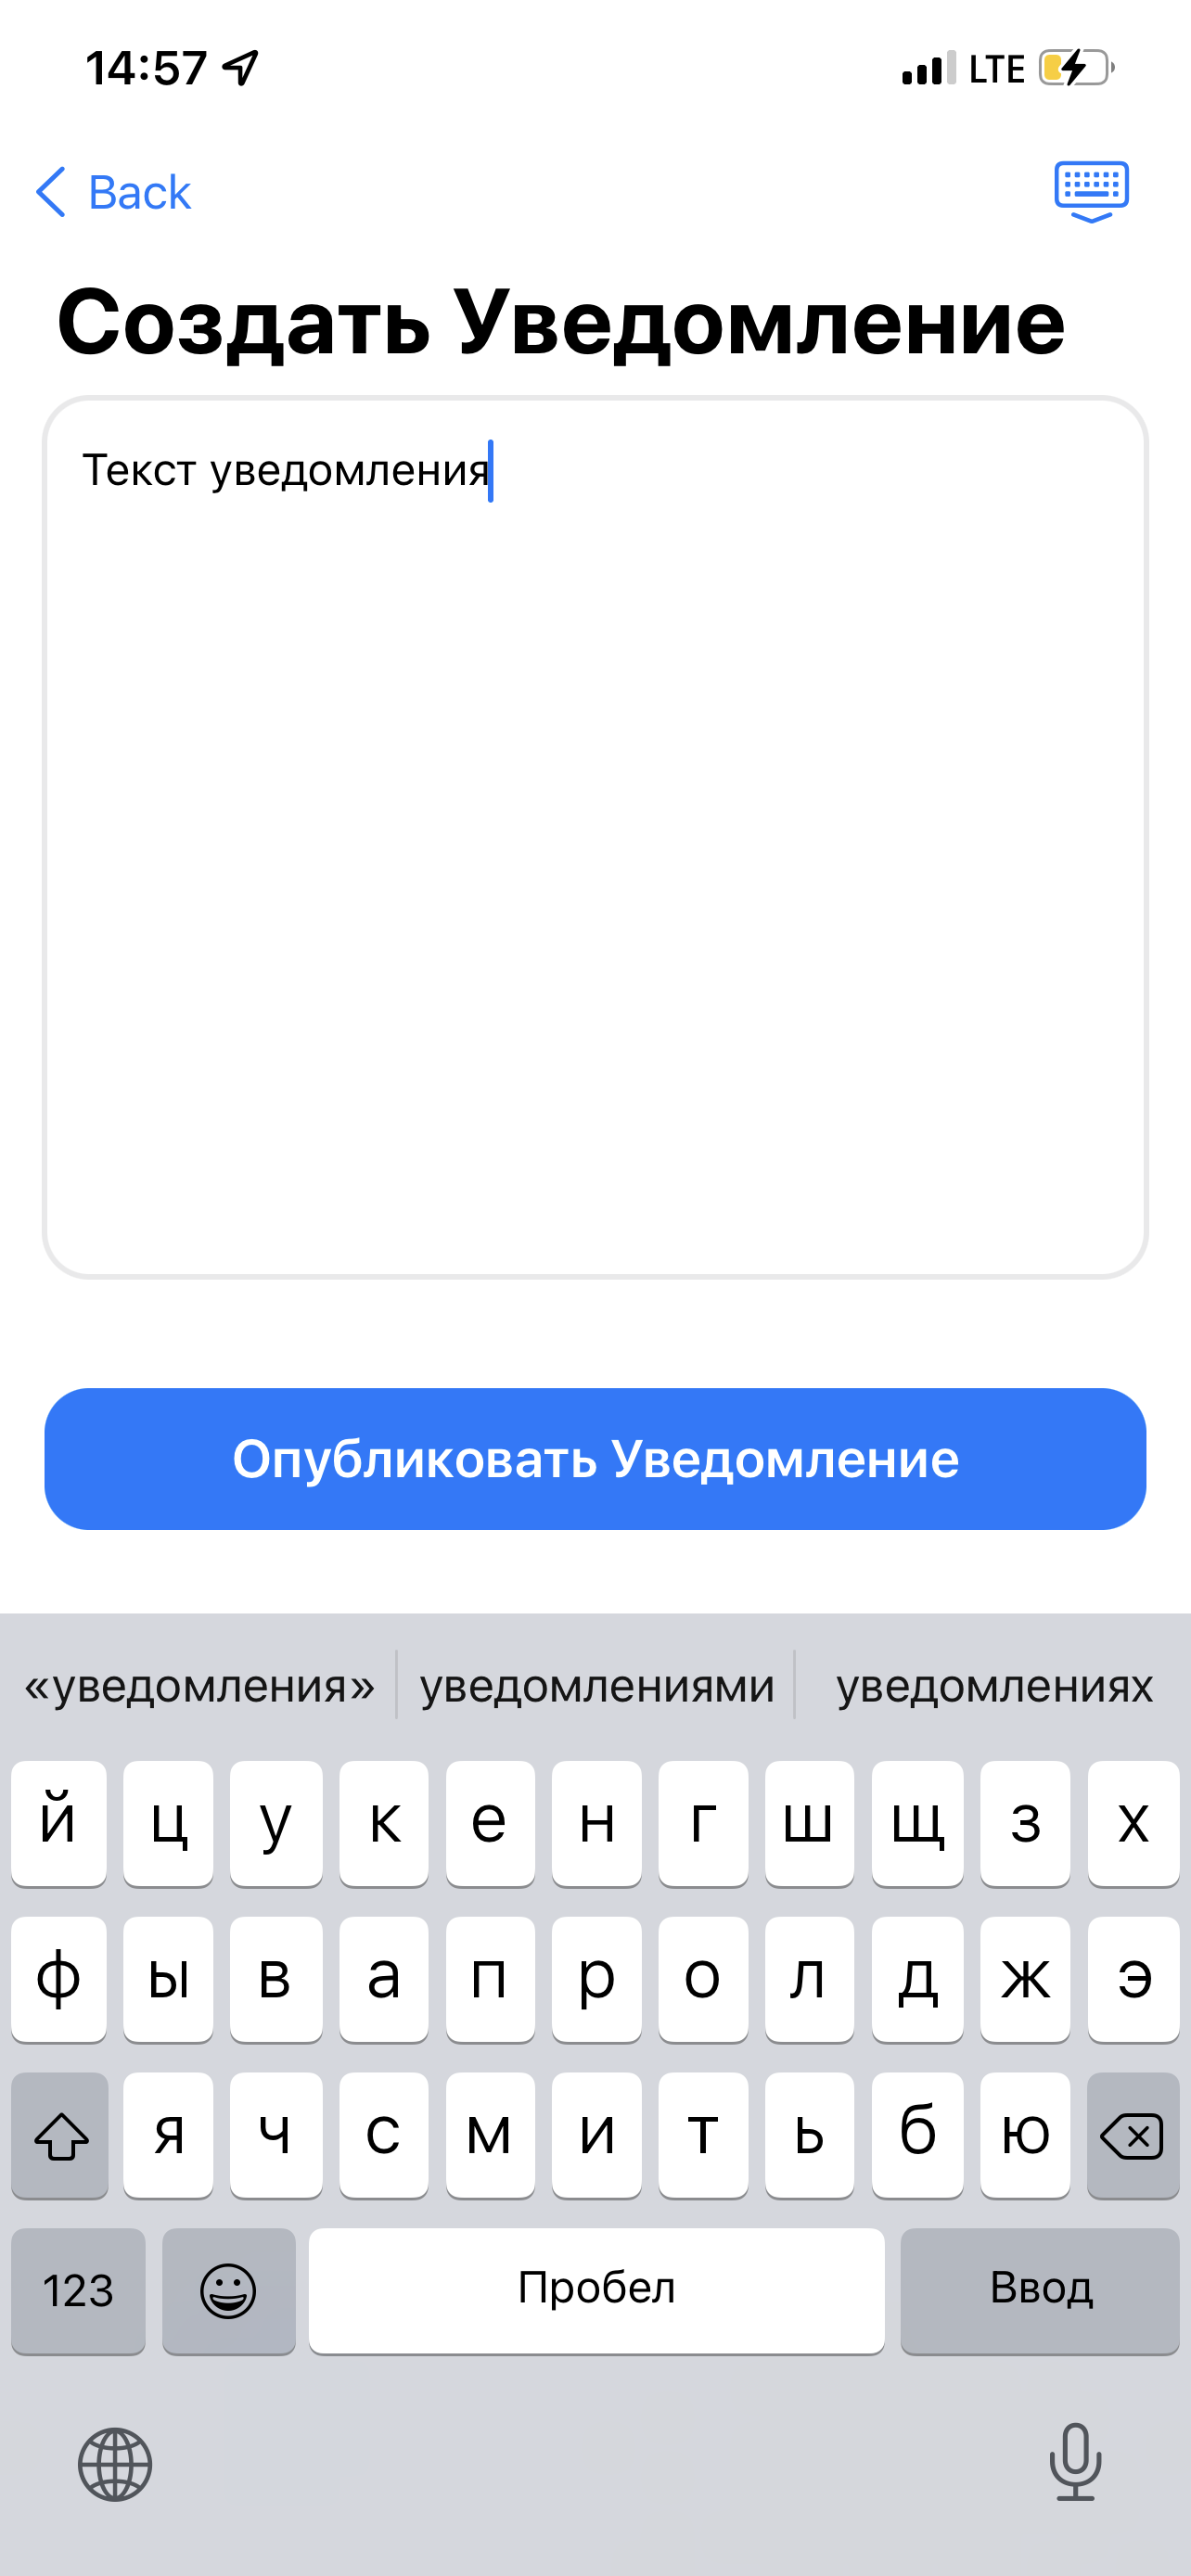 14:57 LTE
Back
Создать Уведомление
Текст уведомления
Опубликовать Уведомление
«уведомления» уведомлениями уведомлениях
й ц у к е н г ш щ з х
ф ы в а п р о л д ж э
я ч с м и т ь б ю
123 Пробел Ввод